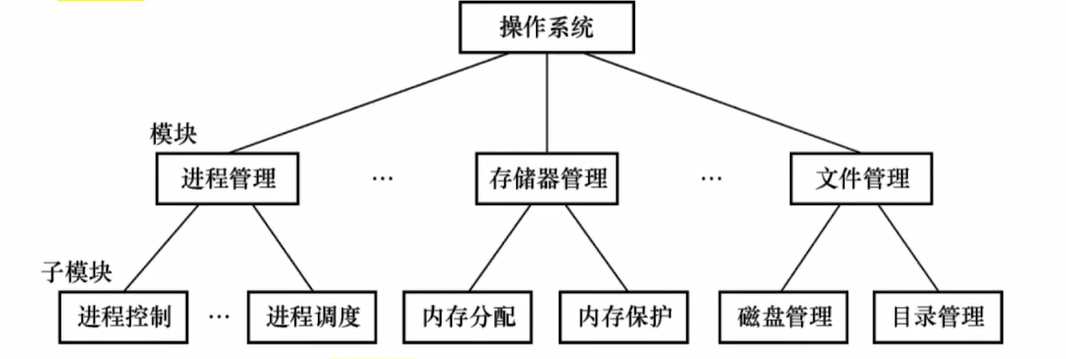 操作系统
模块
进程管理 … 存储器管理 … 文件管理
子模块
进程控制 … 进程调度 内存分配 内存保护 磁盘管理 目录管理